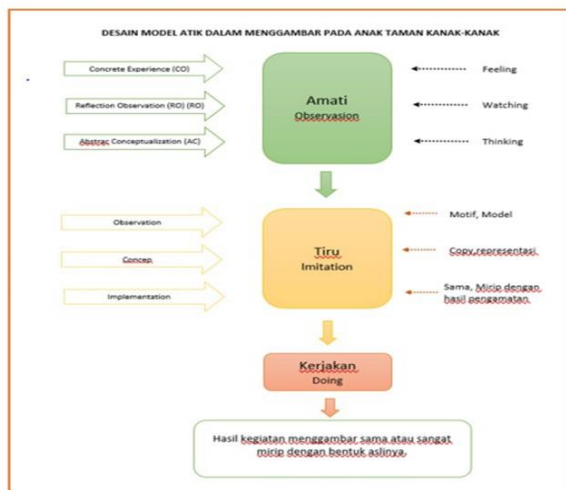 DESAIN MODEL ATIK DALAM MENGGAMBAR PADA ANAK TAMAN KANAK-KANAK
Concrete Experience (CO)
Reflection Observation (RO) (RO)
Abstrac Conceptualization (AC)
Amati
Observasion
Feeling
Watching
Thinking
Observation
Concep
Implementation
Tiru
Imitation
Motif, Model
Copy,representasi
Sama, Mirip dengan
hasil pengamatan
Kerjakan
Doing
Hasil kegiatan menggambar sama atau sangat
mirip dengan bentuk aslinya.